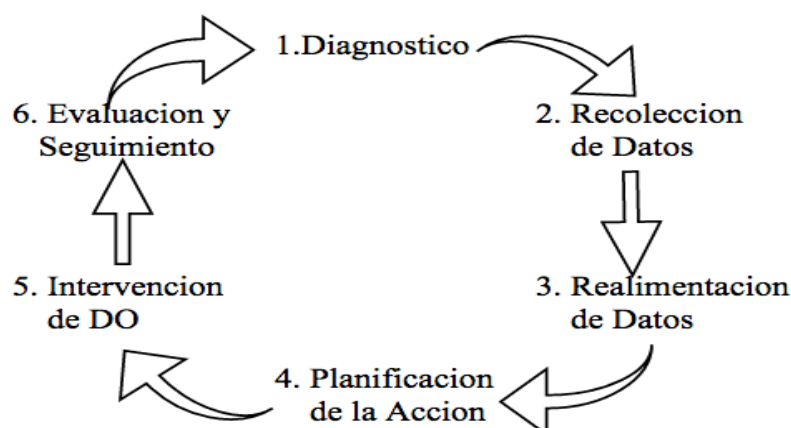 1.Diagnostico
2. Recoleccion
de Datos
3. Realimentacion
de Datos
4. Planificacion
de la Accion
5. Intervencion
de DO
6. Evaluacion y
Seguimiento